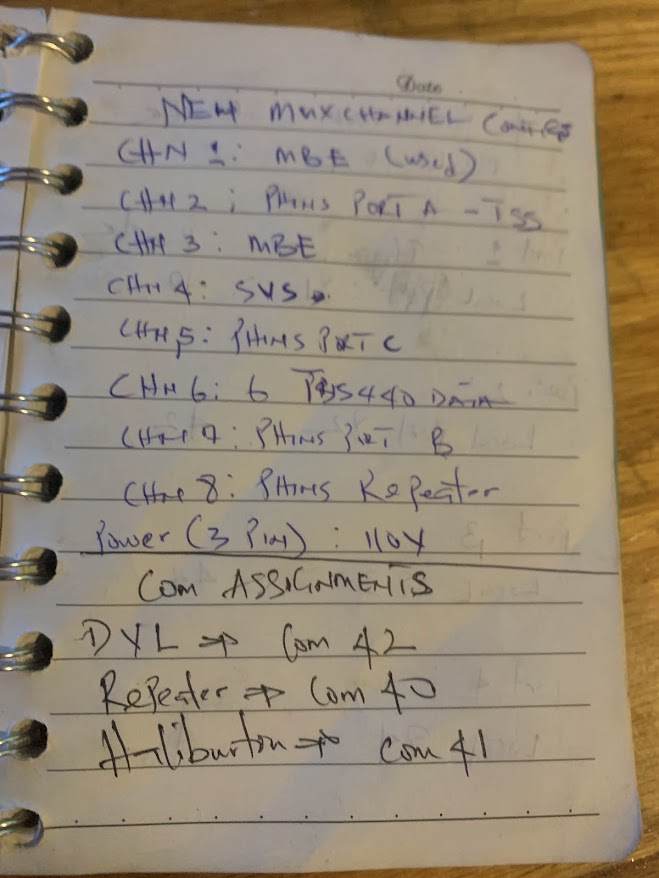 Date
NEW MUX CHANNEL Configs
CHN 1: MBE (used)
CHN 2: PHINS PORT A - TSS
CHN 3: MBE
CHN 4: SVS
CHN 5: PHINS PORT C
CHN 6: 6 TSS440 DATA
CHN 7: PHINS PORT B
CHN 8: PHINS Repeater
Power (3 PIN) : 110V
COM ASSIGNMENTS
DVL ⇒ Com 42
Repeater ⇒ Com 40
Haliburton ⇒ Com 41